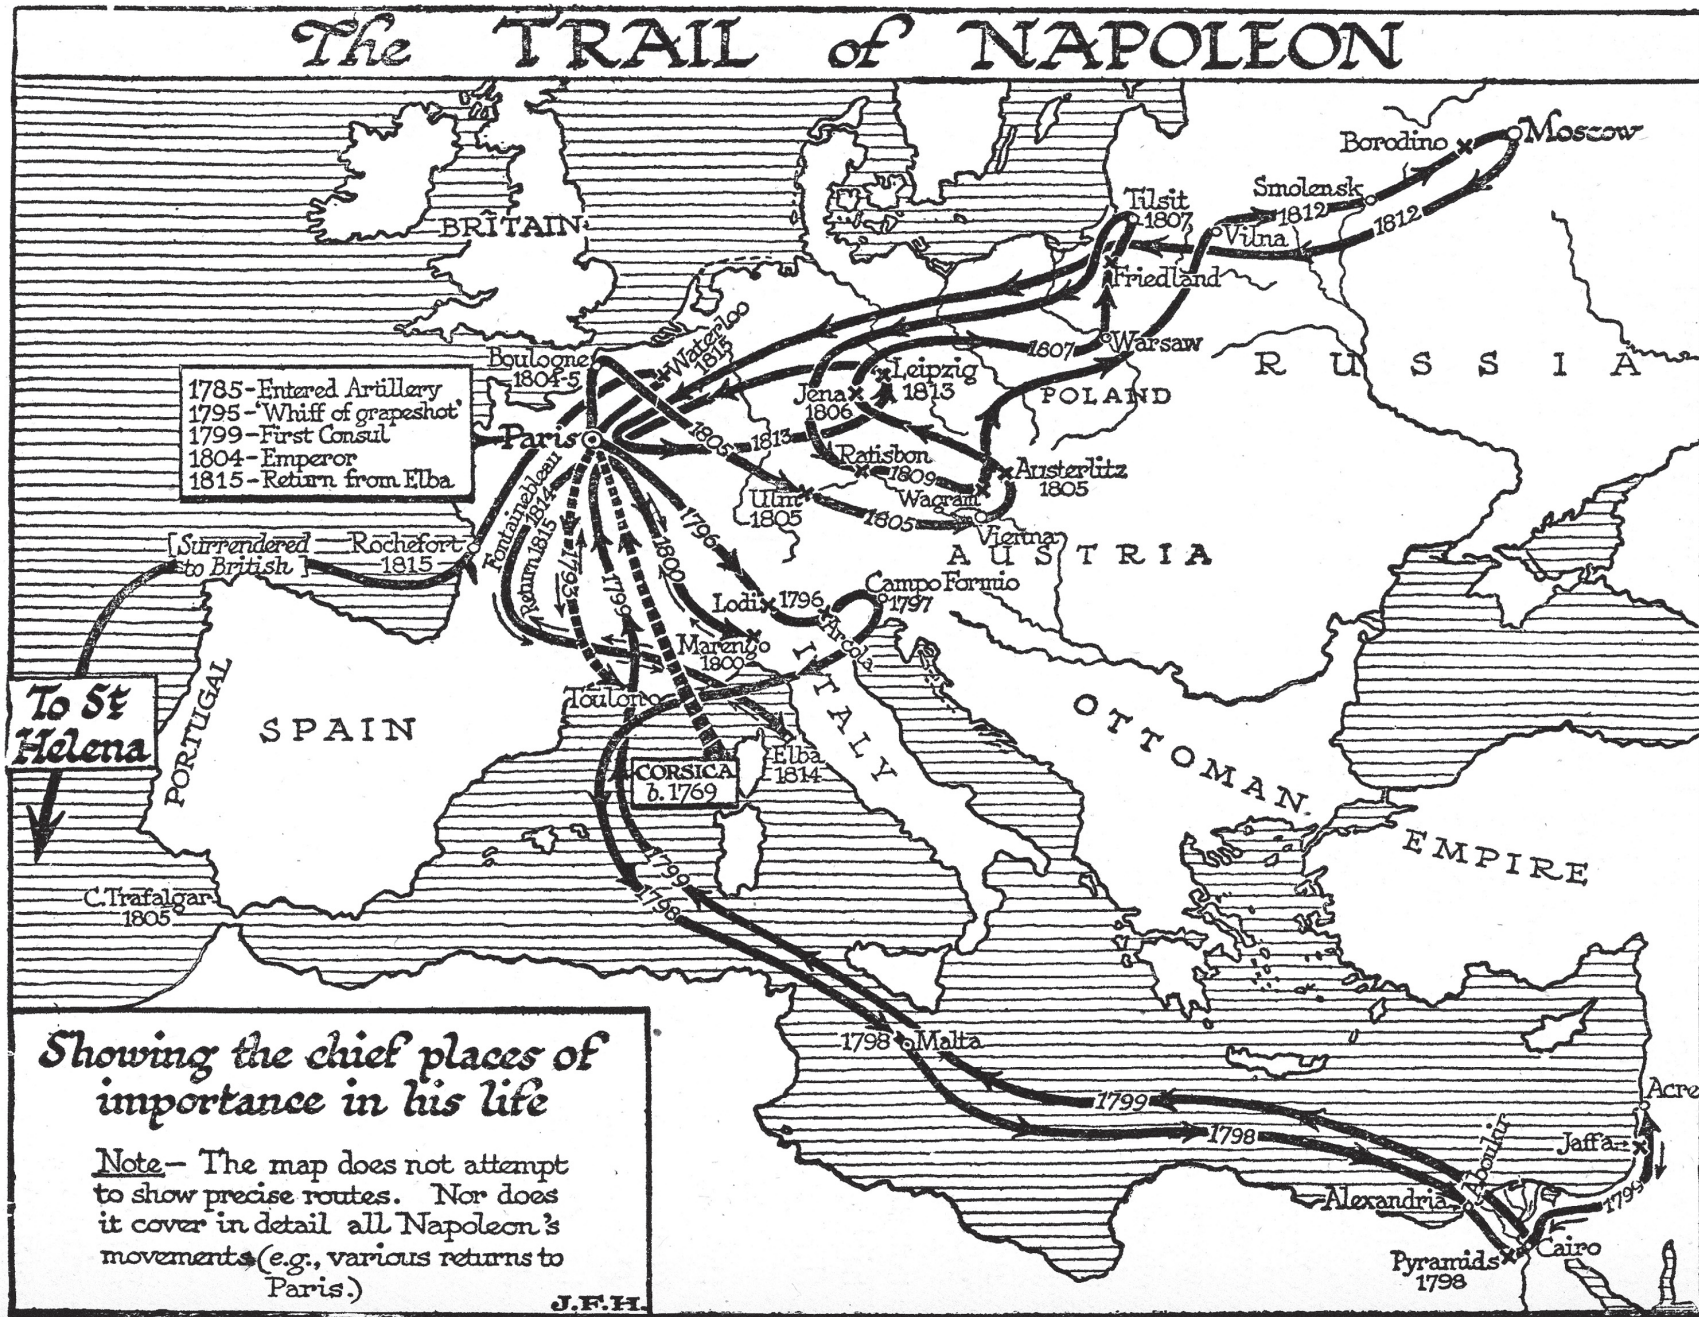 The TRAIL of NAPOLEON
Borodino
Moscow
Smolensk
1812
1812
Tilsit
1807
Vilna
BRITAIN
Friedland
Warsaw
1807
RUSSIA
POLAND
Waterloo
1815
Boulogne
1804-5
1785-Entered Artillery
1795-'Whiff of grapeshot'
1799-First Consul
1804-Emperor
1815-Return from Elba
Paris
Leipzig
1813
Jena
1806
1805
1813
Ratisbon
1809
Wagram
Austerlitz
1805
Ulm
1805
1805
Vienna
AUSTRIA
Fontainebleau
1814
Return 1815
1793
1799
1800
1796
[Surrendered
to British]
Rochefort
1815
Lodi
1796
Arcola
Campo Formio
1797
Marengo
1800
ITALY
Toulon
To St
Helena
PORTUGAL
SPAIN
CORSICA
b. 1769
Elba
1814
OTTOMAN.
EMPIRE
1799
1798
C. Trafalgar
1805
1798
Malta
1799
1798
Acre
Jaffa
Aboukir
Alexandria
1799
Cairo
Pyramids
1798
Showing the chief places of
importance in his life
Note- The map does not attempt
to show precise routes. Nor does
it cover in detail all Napoleon's
movements (e.g., various returns to
Paris.)
J.F.H.